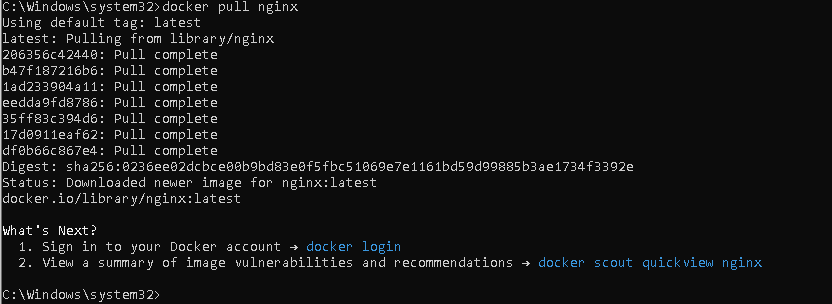 C:\Windows\system32>docker pull nginx
Using default tag: latest
latest: Pulling from library/nginx
206356c42440: Pull complete
b47f187216b6: Pull complete
1ad233904a11: Pull complete
eedda9fd8786: Pull complete
35ff83c394d6: Pull complete
17d0911eaf62: Pull complete
df0b66c867e4: Pull complete
Digest: sha256:0236ee02dcbce00b9bd83e0f5fbc51069e7e1161bd59d99885b3ae1734f3392e
Status: Downloaded newer image for nginx:latest
docker.io/library/nginx:latest
What's Next?
1. Sign in to your Docker account → docker login
2. View a summary of image vulnerabilities and recommendations → docker scout quickview nginx
C:\Windows\system32>